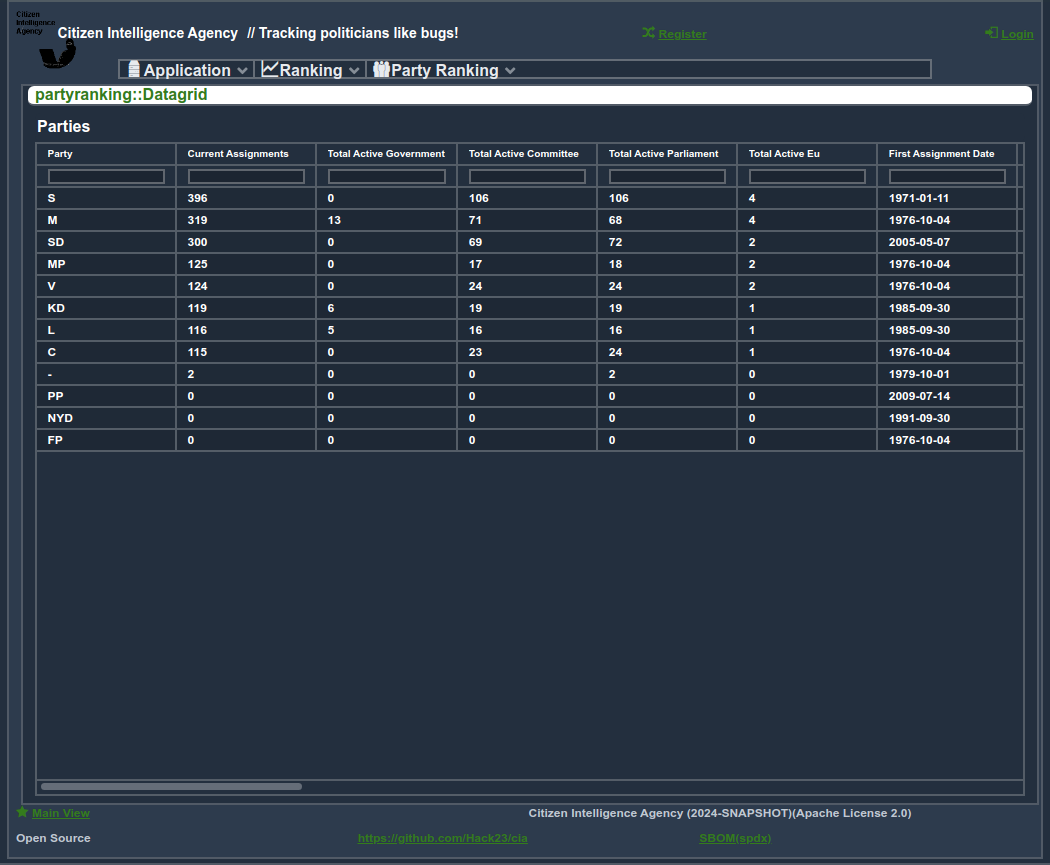 Citizen
Intelligence
Agency
Citizen Intelligence Agency // Tracking politicians like bugs!
Register
Login
Application
Ranking
Party Ranking
partyranking::Datagrid
Parties
Party Current Assignments Total Active Government Total Active Committee Total Active Parliament Total Active Eu First Assignment Date
S 396 0 106 106 4 1971-01-11
M 319 13 71 68 4 1976-10-04
SD 300 0 69 72 2 2005-05-07
MP 125 0 17 18 2 1976-10-04
V 124 0 24 24 2 1976-10-04
KD 119 6 19 19 1 1985-09-30
L 116 5 16 16 1 1985-09-30
C 115 0 23 24 1 1976-10-04
- 2 0 0 2 0 1979-10-01
PP 0 0 0 0 0 2009-07-14
NYD 0 0 0 0 0 1991-09-30
FP 0 0 0 0 0 1976-10-04
Main View
Citizen Intelligence Agency (2024-SNAPSHOT)(Apache License 2.0)
Open Source
https://github.com/Hack23/cia
SBOM(spdx)